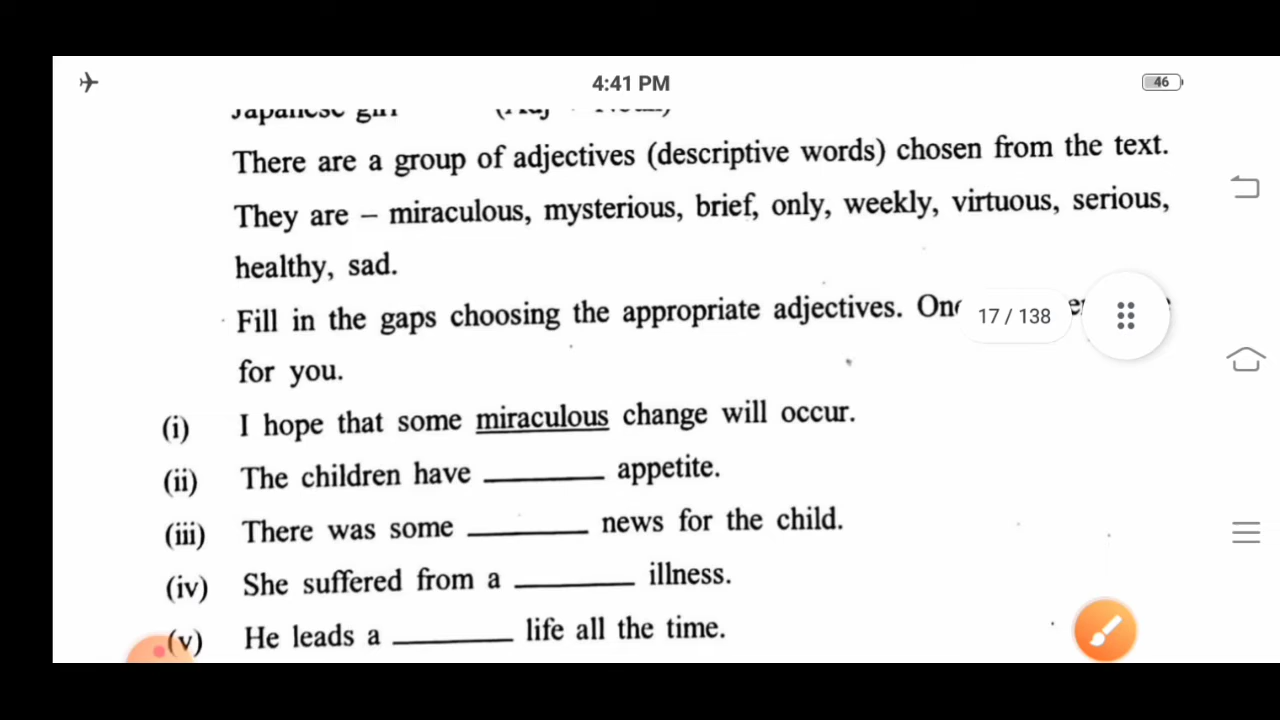 4:41 PM
46
Japanese girl
There are a group of adjectives (descriptive words) chosen from the text.
They are – miraculous, mysterious, brief, only, weekly, virtuous, serious,
healthy, sad.
Fill in the gaps choosing the appropriate adjectives.
17 / 138
for you.
(i) I hope that some miraculous change will occur.
(ii) The children have ________ appetite.
(iii) There was some ________ news for the child.
(iv) She suffered from a ________ illness.
(v) He leads a ________ life all the time.